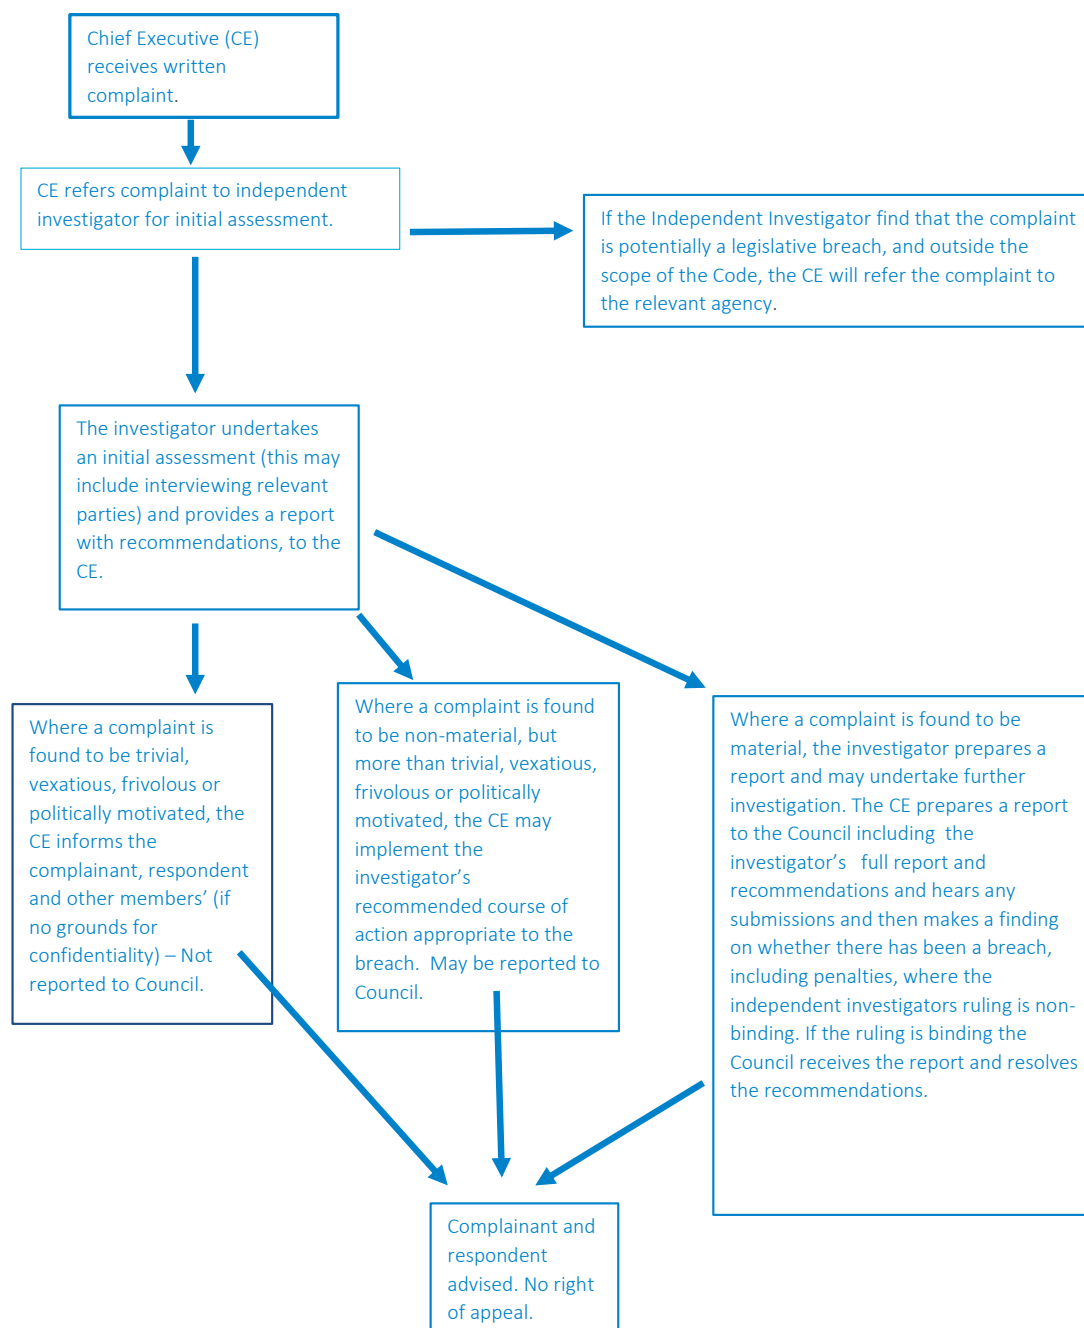 Chief Executive (CE)
receives written
complaint.
CE refers complaint to independent
investigator for initial assessment.
If the Independent Investigator find that the complaint
is potentially a legislative breach, and outside the
scope of the Code, the CE will refer the complaint to
the relevant agency.
The investigator undertakes
an initial assessment (this may
include interviewing relevant
parties) and provides a report
with recommendations, to the
CE.
Where a complaint is
found to be trivial,
vexatious, frivolous or
politically motivated, the
CE informs the
complainant, respondent
and other members’ (if
no grounds for
confidentiality) – Not
reported to Council.
Where a complaint is found
to be non-material, but
more than trivial, vexatious,
frivolous or politically
motivated, the CE may
implement the
investigator’s
recommended course of
action appropriate to the
breach.  May be reported to
Council.
Where a complaint is found to be
material, the investigator prepares a
report and may undertake further
investigation. The CE prepares a report
to the Council including  the
investigator’s   full report and
recommendations and hears any
submissions and then makes a finding
on whether there has been a breach,
including penalties, where the
independent investigators ruling is non-
binding. If the ruling is binding the
Council receives the report and resolves
the recommendations.
Complainant and
respondent
advised. No right
of appeal.